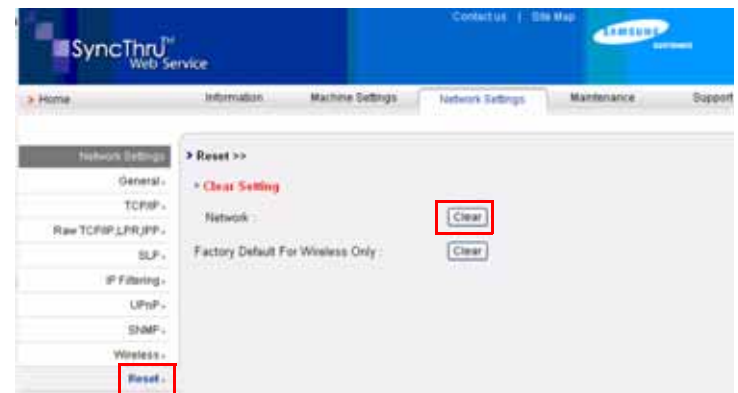 Contact us | Site Map
SAMSUNG
ELECTRONICS
SyncThru™
Web Service
> Home
Information
Machine Settings
Network Settings
Maintenance
Support
Network Settings
General
TCP/IP
Raw TCP/IP,LPR,IPP
SLP
IP Filtering
UPnP
SNMP
Wireless
Reset
> Reset >>
Clear Setting
Network : Clear
Factory Default For Wireless Only : Clear